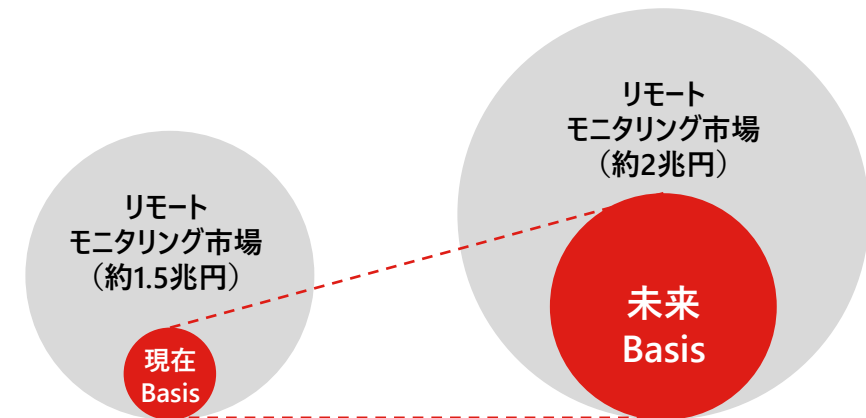 リモート
モニタリング市場
（約1.5兆円）
現在
Basis
リモート
モニタリング市場
（約2兆円）
未来
Basis